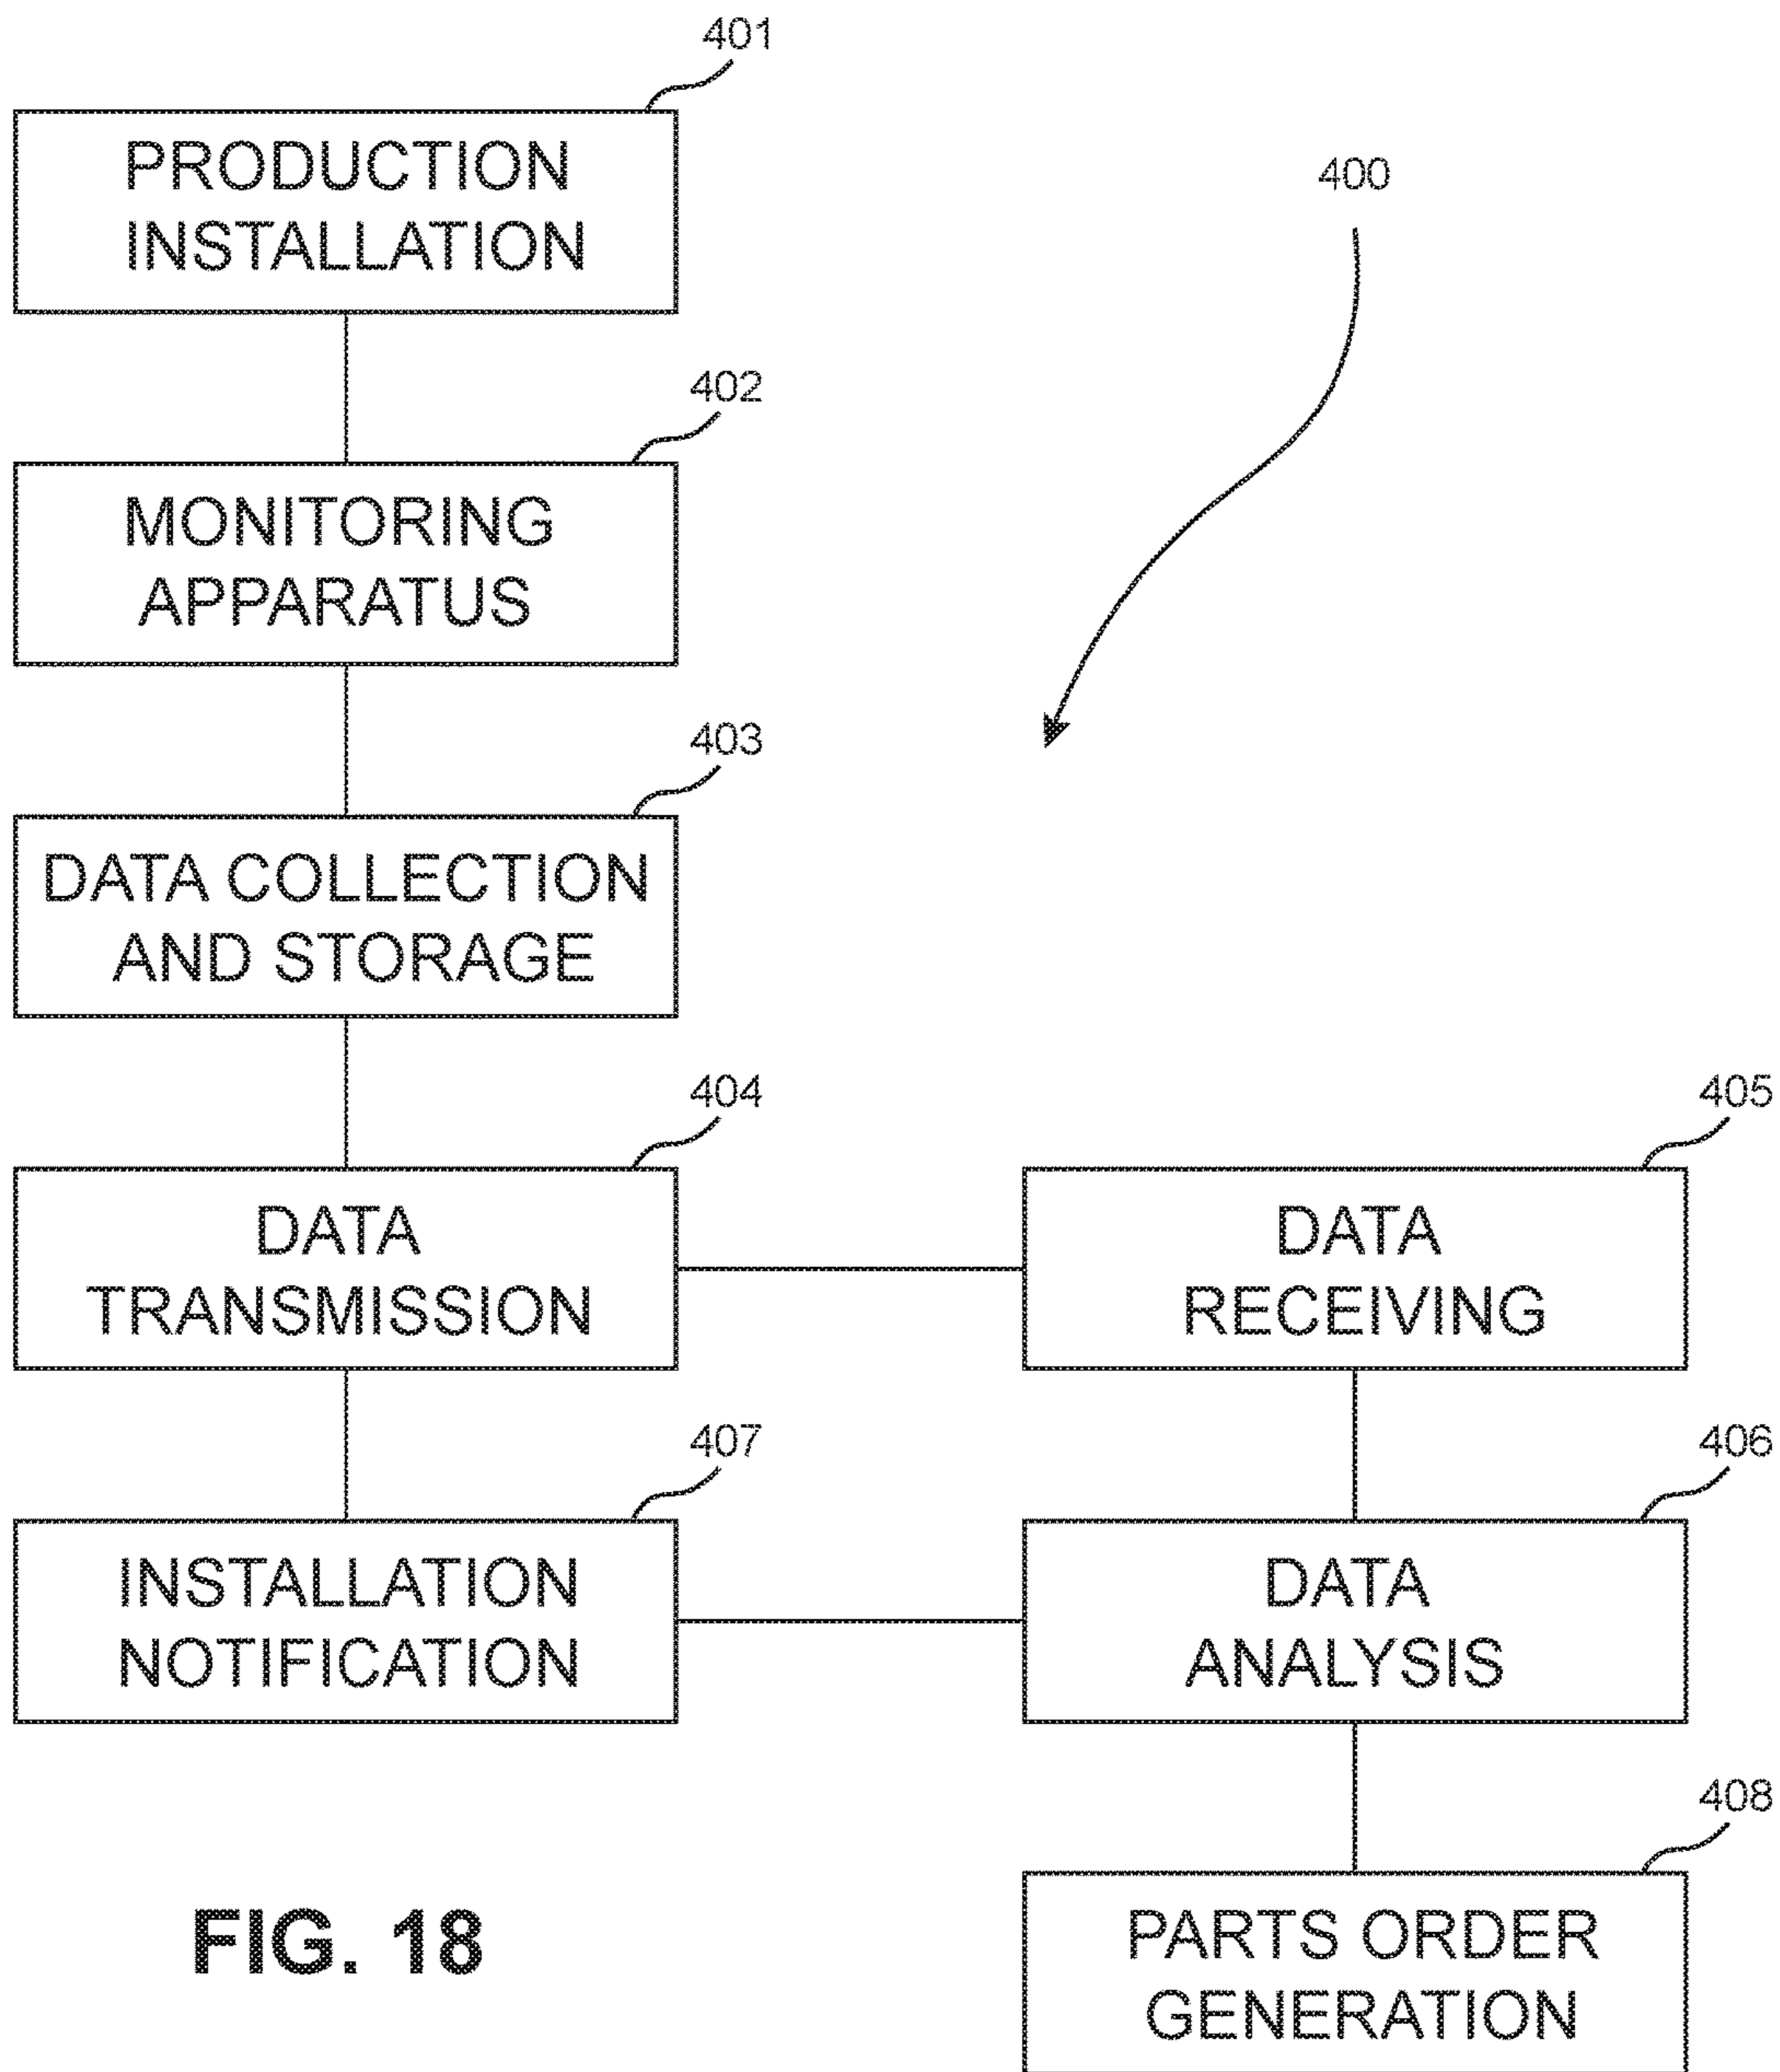 401
PRODUCTION
INSTALLATION
400
402
MONITORING
APPARATUS
403
DATA COLLECTION
AND STORAGE
404
DATA
TRANSMISSION
405
DATA
RECEIVING
407
INSTALLATION
NOTIFICATION
406
DATA
ANALYSIS
408
PARTS ORDER
GENERATION
FIG. 18